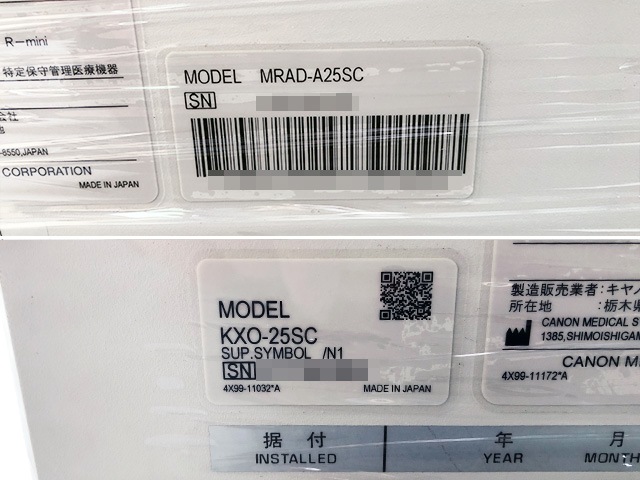 R-mini
特定保守管理医療機器
会社
-8550,JAPAN
CORPORATION
MADE IN JAPAN
MODEL MRAD-A25SC
SN
MODEL
KXO-25SC
SUP.SYMBOL /N1
SN
4X99-11032*A MADE IN JAPAN
製造販売業者:キヤノ
所在地 :栃木県
CANON MEDICAL S
1385,SHIMOISHIGAM
CANON ME
4X99-11172*A
据付 年 月
INSTALLED YEAR MONTH